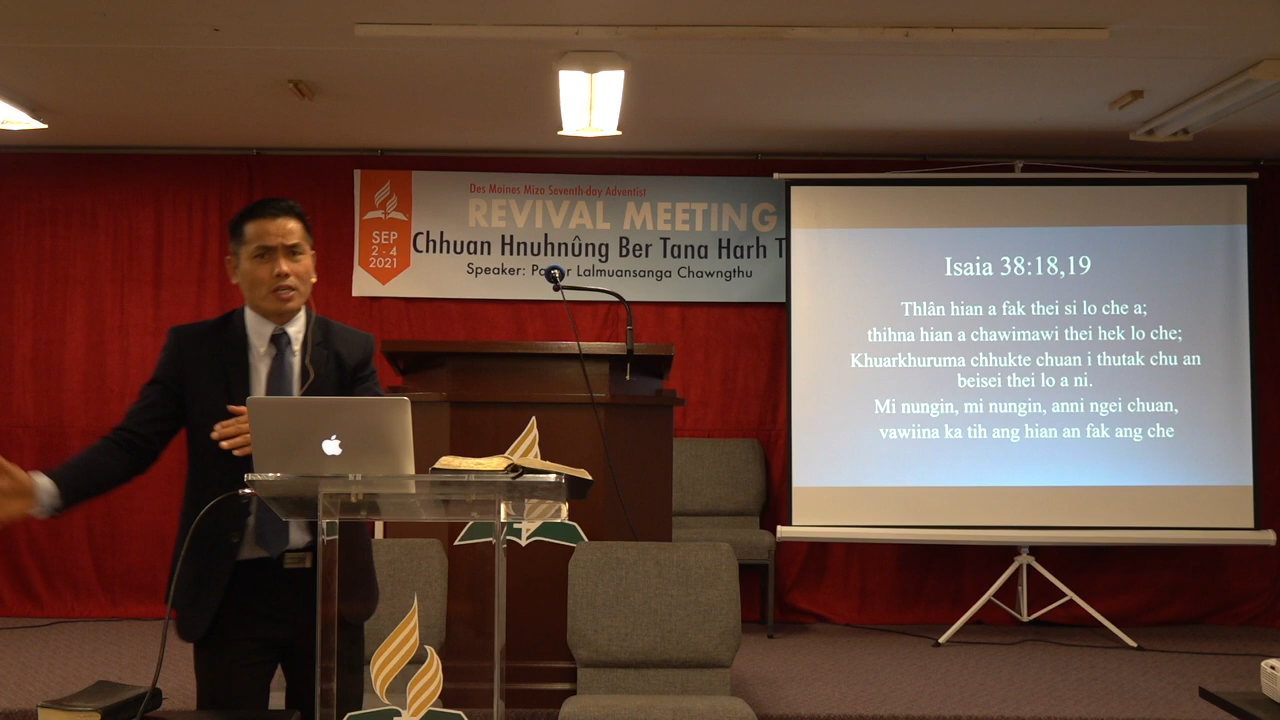 Des Moines Mizo Seventh-day Adventist
REVIVAL MEETING
SEP
2 - 4
2021
Chhuan Hnuhnûng Ber Tana Harh T
Speaker: Lalmuansanga Chawngthu
Isaia 38:18,19
Thlân hian a fak thei si lo che a;
thihna hian a chawimawi thei hek lo che;
Khuarkhuruma chhukte chuan i thutak chu an
beisei thei lo a ni.
Mi nungin, mi nungin, anni ngei chuan,
vawiina ka tih ang hian an fak ang che